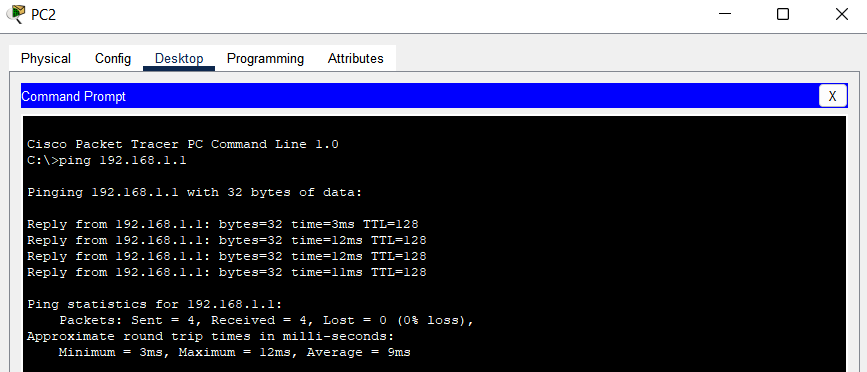 PC2
Physical Config Desktop Programming Attributes
Command Prompt X
Cisco Packet Tracer PC Command Line 1.0
C:\>ping 192.168.1.1
Pinging 192.168.1.1 with 32 bytes of data:
Reply from 192.168.1.1: bytes=32 time=3ms TTL=128
Reply from 192.168.1.1: bytes=32 time=12ms TTL=128
Reply from 192.168.1.1: bytes=32 time=12ms TTL=128
Reply from 192.168.1.1: bytes=32 time=11ms TTL=128
Ping statistics for 192.168.1.1:
Packets: Sent = 4, Received = 4, Lost = 0 (0% loss),
Approximate round trip times in milli-seconds:
Minimum = 3ms, Maximum = 12ms, Average = 9ms